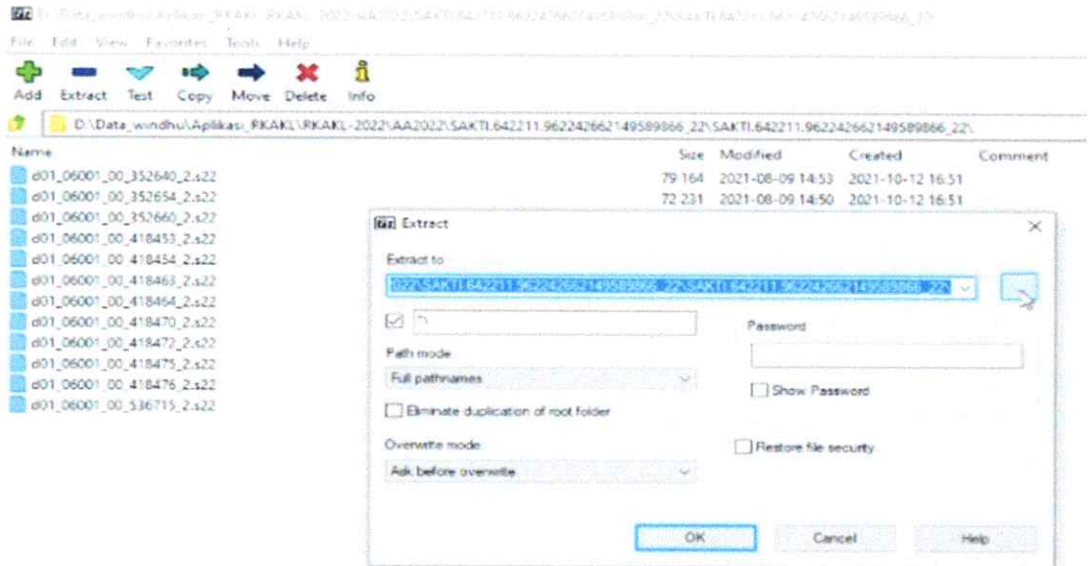 File Edit View Favorites Tools Help
Add Extract Test Copy Move Delete Info
D:\Data_windhu\Aplikasi_RKAKL\RKAKL-2022\AA2022\SAKTI.642211.962242662149589866_22\SAKTI.642211.962242662149589866_22\
Name Size Modified Created Comment
d01_06001_00_352640_2.s22 79 164 2021-08-09 14:53 2021-10-12 16:51
d01_06001_00_352654_2.s22 72 231 2021-08-09 14:50 2021-10-12 16:51
d01_06001_00_352660_2.s22
d01_06001_00_418453_2.s22
d01_06001_00_418454_2.s22
d01_06001_00_418463_2.s22
d01_06001_00_418464_2.s22
d01_06001_00_418470_2.s22
d01_06001_00_418472_2.s22
d01_06001_00_418475_2.s22
d01_06001_00_418476_2.s22
d01_06001_00_536715_2.s22
Extract
Extract to:
2022\SAKTI.642211.962242662149589866_22\SAKTI.642211.962242662149589866_22\
Password
Path mode:
Full pathnames
Show Password
Eliminate duplication of root folder
Overwrite mode:
Restore file security
Ask before overwrite
OK Cancel Help